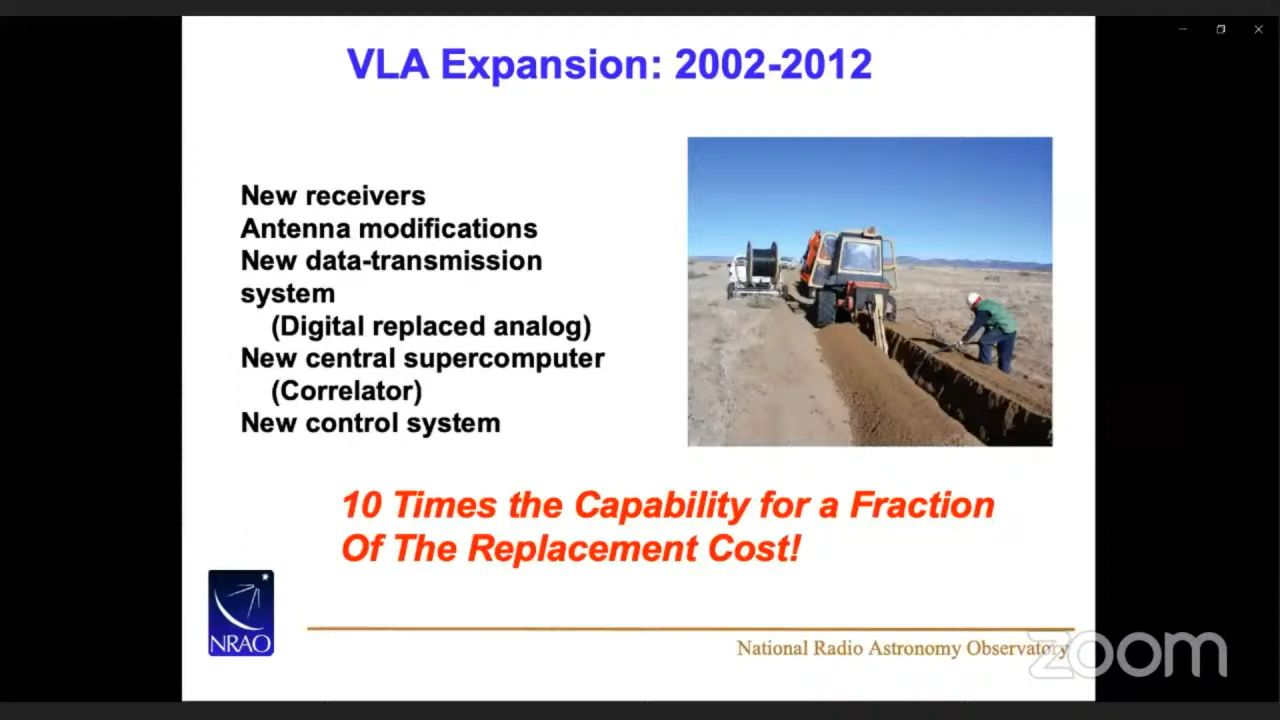 VLA Expansion: 2002-2012
New receivers
Antenna modifications
New data-transmission
system
(Digital replaced analog)
New central supercomputer
(Correlator)
New control system
10 Times the Capability for a Fraction
Of The Replacement Cost!
NRAO
National Radio Astronomy Observatory
zoom